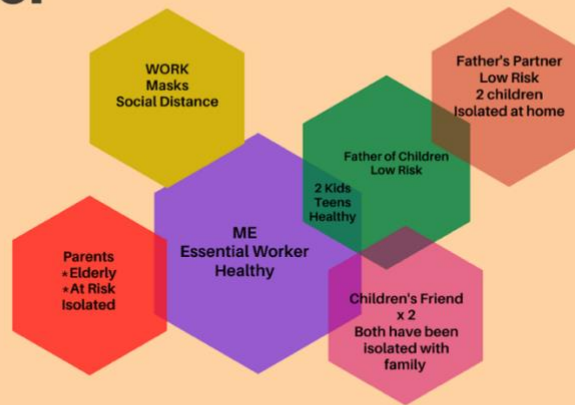 WORK
Masks
Social Distance
Father's Partner
Low Risk
2 children
Isolated at home
Father of Children
Low Risk
2 Kids
Teens
Healthy
ME
Essential Worker
Healthy
Parents
*Elderly
*At Risk
Isolated
Children's Friend
x 2
Both have been
isolated with
family